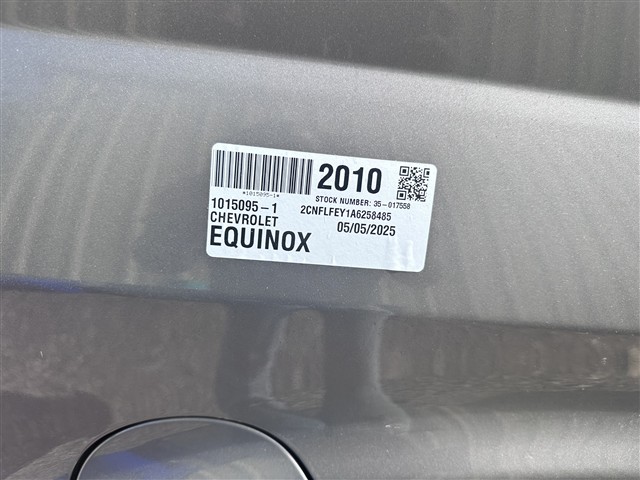 2010
*1015095-1*
STOCK NUMBER: 35-017558
1015095-1
2CNFLFEY1A6258485
CHEVROLET
05/05/2025
EQUINOX